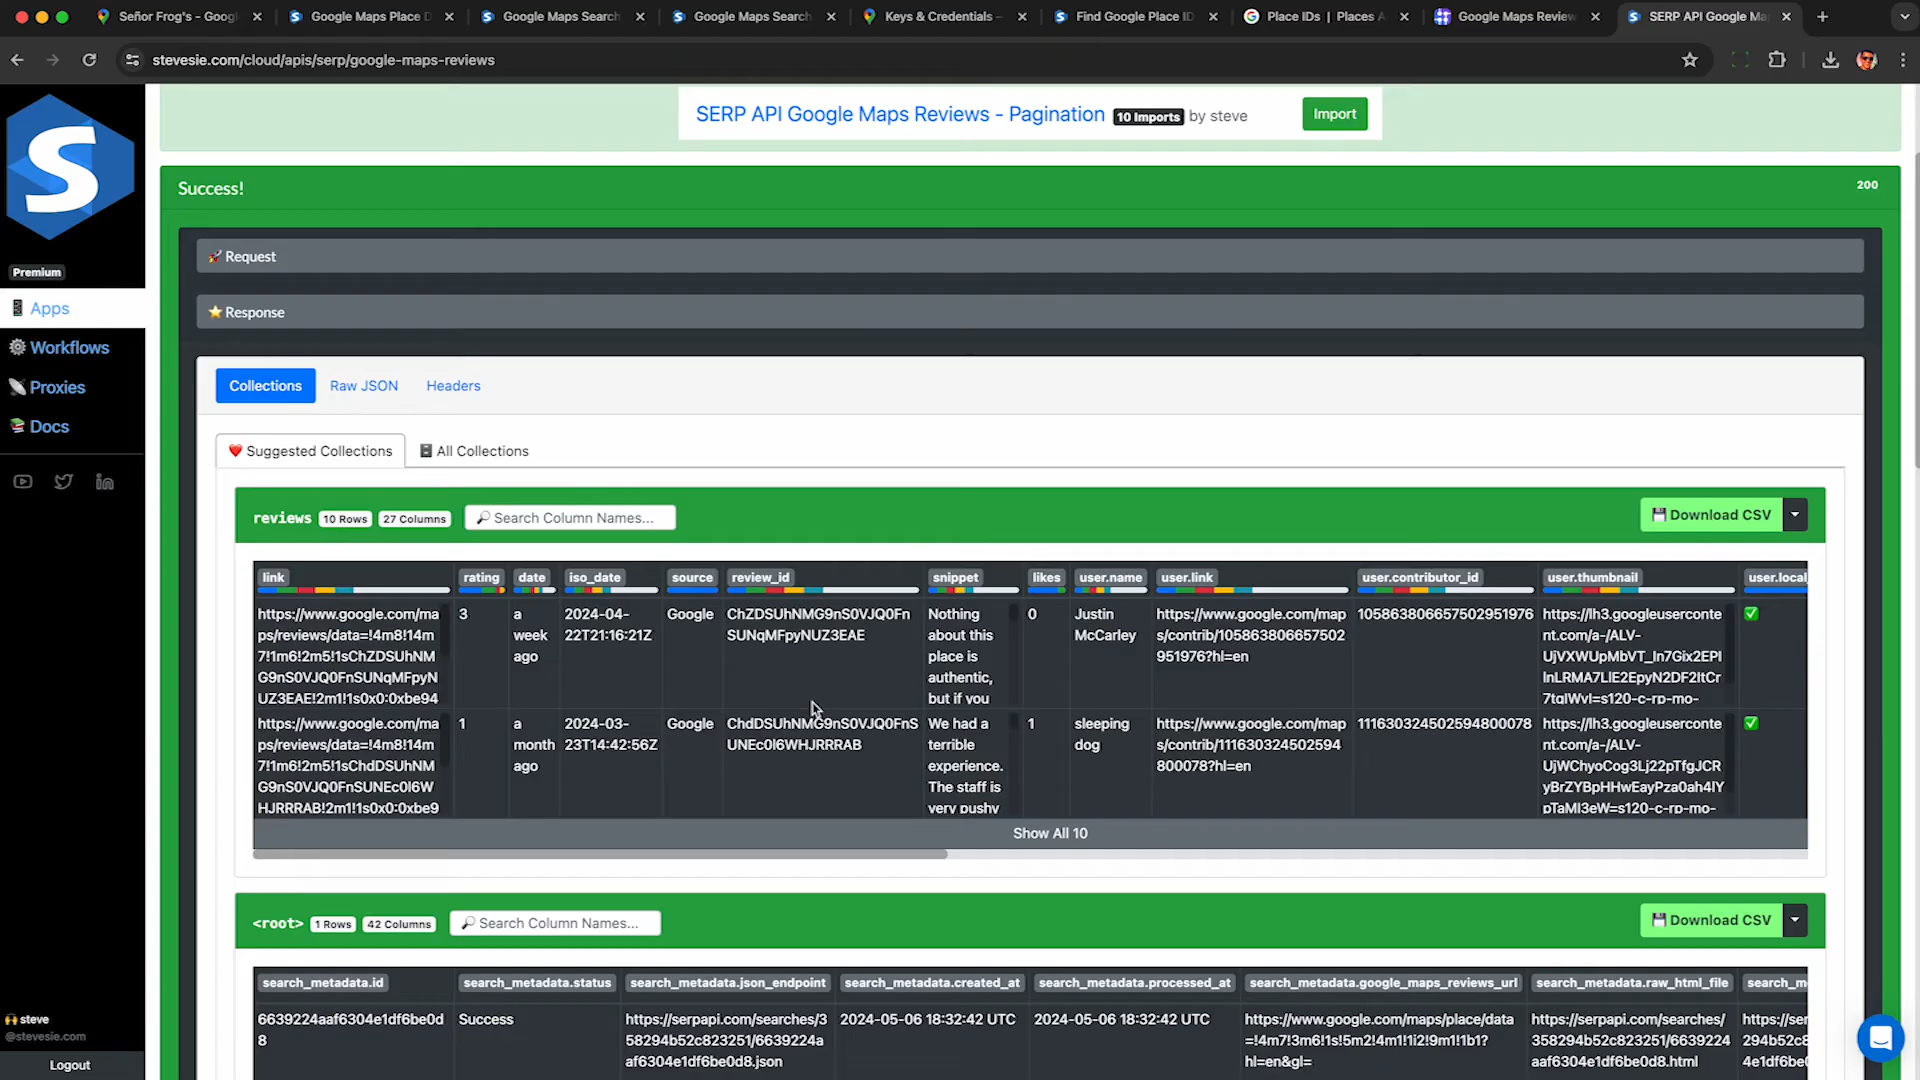 Señor Frog's - Googl
Google Maps Place D
Google Maps Search
Google Maps Search
Keys & Credentials –
Find Google Place ID
Place IDs | Places A
Google Maps Review
SERP API Google Ma
stevesie.com/cloud/apis/serp/google-maps-reviews
S
Premium
Apps
Workflows
Proxies
Docs
steve
@stevesie.com
Logout
SERP API Google Maps Reviews - Pagination 10 Imports by steve Import
Success! 200
Request
Response
Collections Raw JSON Headers
Suggested Collections All Collections
reviews 10 Rows 27 Columns Search Column Names... Download CSV
link rating date iso_date source review_id snippet likes user.name user.link user.contributor_id user.thumbnail user.local_
https://www.google.com/ma
ps/reviews/data=!4m8!14m
7!1m6!2m5!1sChZDSUhNM
G9nS0VJQ0FnSUNqMFpyN
UZ3EAE!2m1!1s0x0:0xbe94
3
a
week
ago
2024-04-
22T21:16:21Z
Google
ChZDSUhNMG9nS0VJQ0Fn
SUNqMFpyNUZ3EAE
Nothing
about this
place is
authentic,
but if you
0
Justin
McCarley
https://www.google.com/map
s/contrib/105863806657502
951976?hl=en
105863806657502951976
https://lh3.googleuserconte
nt.com/a-/ALV-
UjVXWUpMbVT_In7Gix2EPI
InLRMA7LlE2EpyN2DF2ItCr
7tqIWvI=s120-c-rp-mo-
https://www.google.com/ma
ps/reviews/data=!4m8!14m
7!1m6!2m5!1sChdDSUhNM
G9nS0VJQ0FnSUNEc0l6W
HJRRRAB!2m1!1s0x0:0xbe9
1
a
month
ago
2024-03-
23T14:42:56Z
Google
ChdDSUhNMG9nS0VJQ0FnS
UNEc0l6WHJRRRAB
We had a
terrible
experience.
The staff is
very pushy
1
sleeping
dog
https://www.google.com/map
s/contrib/111630324502594
800078?hl=en
111630324502594800078
https://lh3.googleuserconte
nt.com/a-/ALV-
UjWChyoCog3Lj22pTfgJCR
yBrZYBpHHwEayPza0ah4lY
pTaMl3eW=s120-c-rp-mo-
Show All 10
<root> 1 Rows 42 Columns Search Column Names... Download CSV
search_metadata.id search_metadata.status search_metadata.json_endpoint search_metadata.created_at search_metadata.processed_at search_metadata.google_maps_reviews_url search_metadata.raw_html_file search_m
6639224aaf6304e1df6be0d
8
Success
https://serpapi.com/searches/3
58294b52c823251/6639224a
af6304e1df6be0d8.json
2024-05-06 18:32:42 UTC
2024-05-06 18:32:42 UTC
https://www.google.com/maps/place/data
=!4m7!3m6!1s!5m2!4m1!1i2!9m1!1b1?
hl=en&gl=
https://serpapi.com/searches/
358294b52c823251/6639224
aaf6304e1df6be0d8.html
https://ser
294b52c8
4e1df6be0